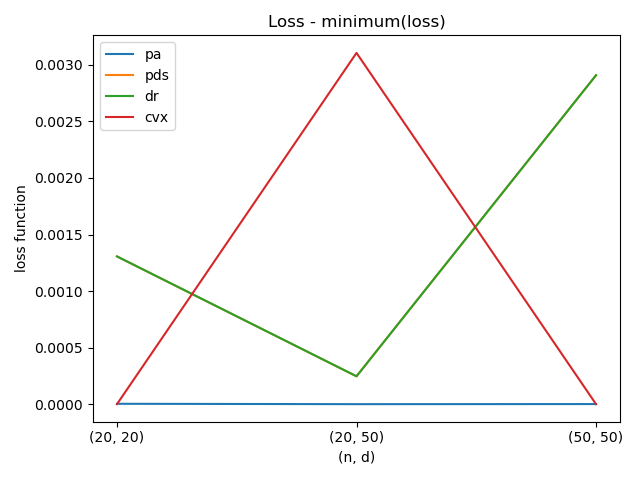 Loss - minimum(loss)
pa
pds
dr
cvx
loss function
0.0030
0.0025
0.0020
0.0015
0.0010
0.0005
0.0000
(20, 20)
(20, 50)
(50, 50)
(n, d)